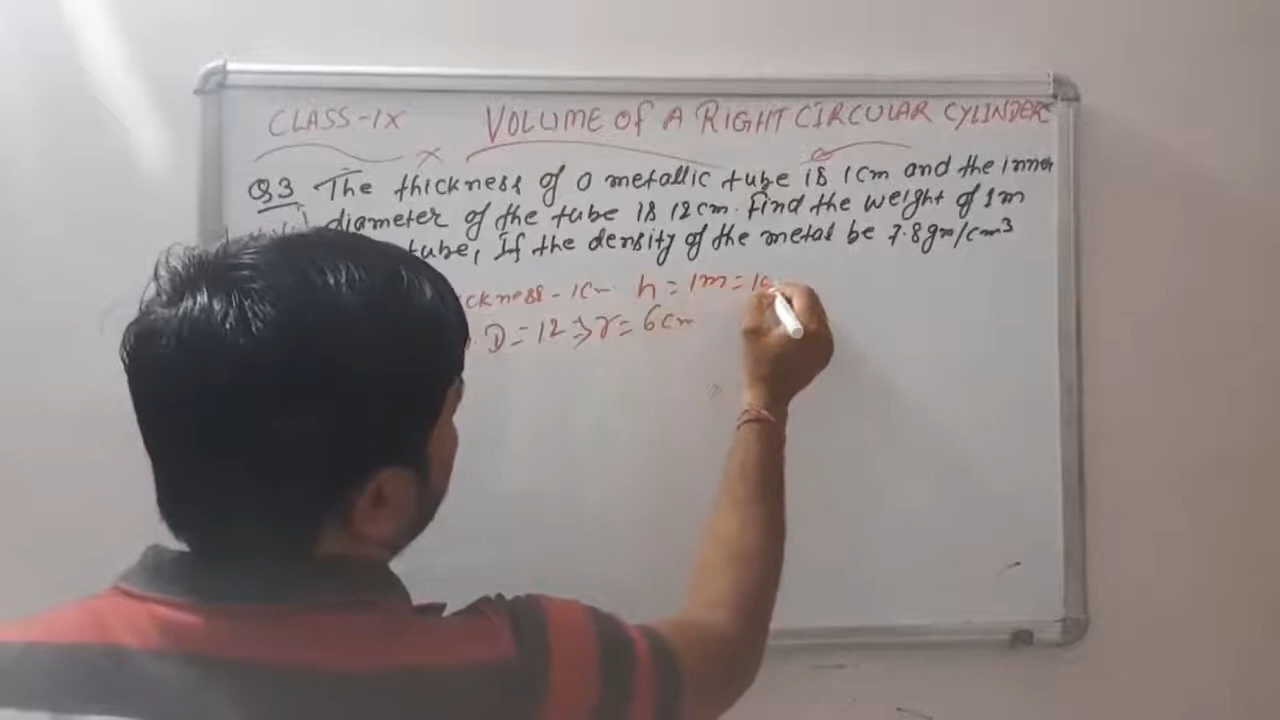 CLASS-IX VOLUME OF A RIGHT CIRCULAR CYLINDER
Q3 The thickness of a metallic tube is 1cm and the inner
diameter of the tube is 12cm. Find the weight of 1m
tube, If the density of the metal be 7.8gm/cm³
ckness - 1cm h = 1m = 10
D = 12 ⇒ r = 6cm